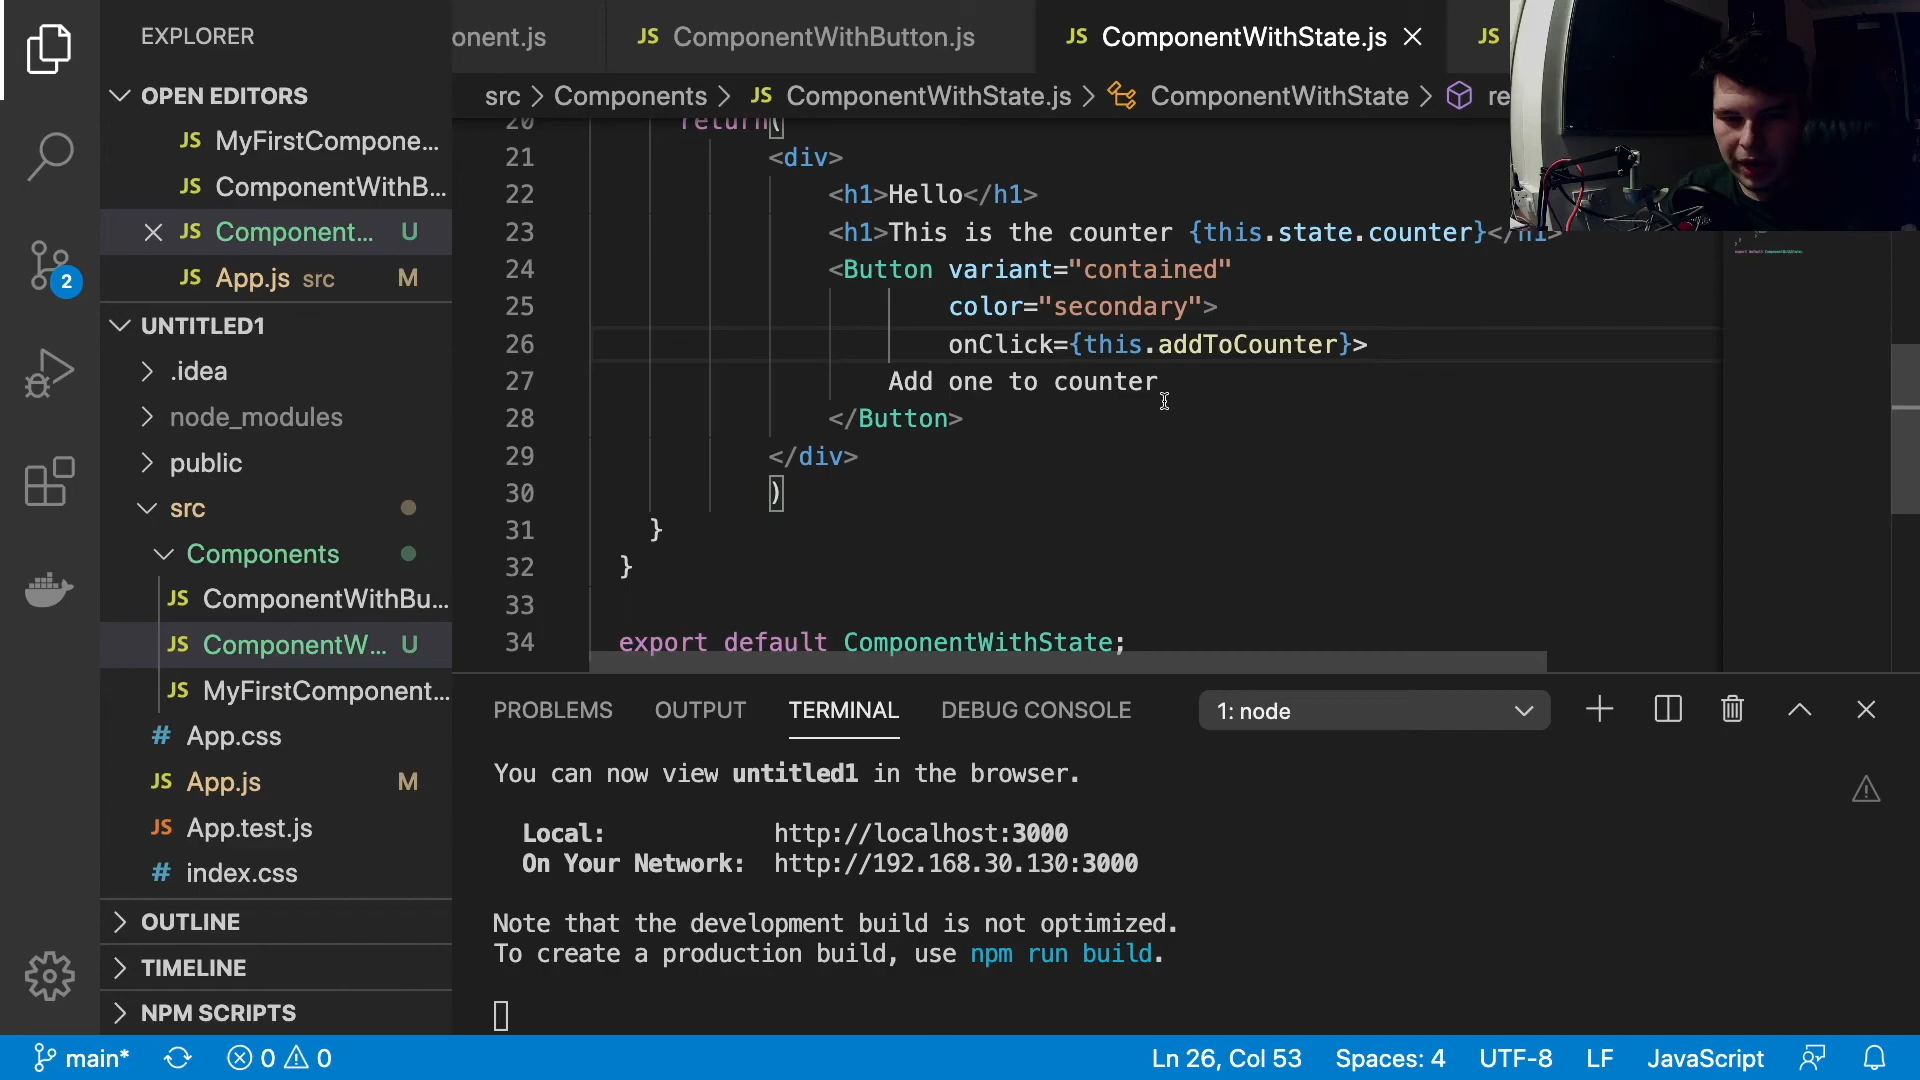 EXPLORER
onent.js
JS ComponentWithButton.js
JS ComponentWithState.js
JS
OPEN EDITORS
src > Components > JS ComponentWithState.js > ComponentWithState > re
JS MyFirstCompone...
JS ComponentWithB...
JS Component... U
JS App.js src M
UNTITLED1
.idea
node_modules
public
src
Components
JS ComponentWithBu...
JS ComponentW... U
JS MyFirstComponent...
# App.css
JS App.js M
JS App.test.js
# index.css
OUTLINE
TIMELINE
NPM SCRIPTS
2
20 return(
21 <div>
22 <h1>Hello</h1>
23 <h1>This is the counter {this.state.counter}</h1>
24 <Button variant="contained"
25 color="secondary">
26 onClick={this.addToCounter}>
27 Add one to counter
28 </Button>
29 </div>
30 )
31 }
32 }
33
34 export default ComponentWithState;
PROBLEMS OUTPUT TERMINAL DEBUG CONSOLE 1: node
You can now view untitled1 in the browser.
Local: http://localhost:3000
On Your Network: http://192.168.30.130:3000
Note that the development build is not optimized.
To create a production build, use npm run build.
main* 0 0 Ln 26, Col 53 Spaces: 4 UTF-8 LF JavaScript